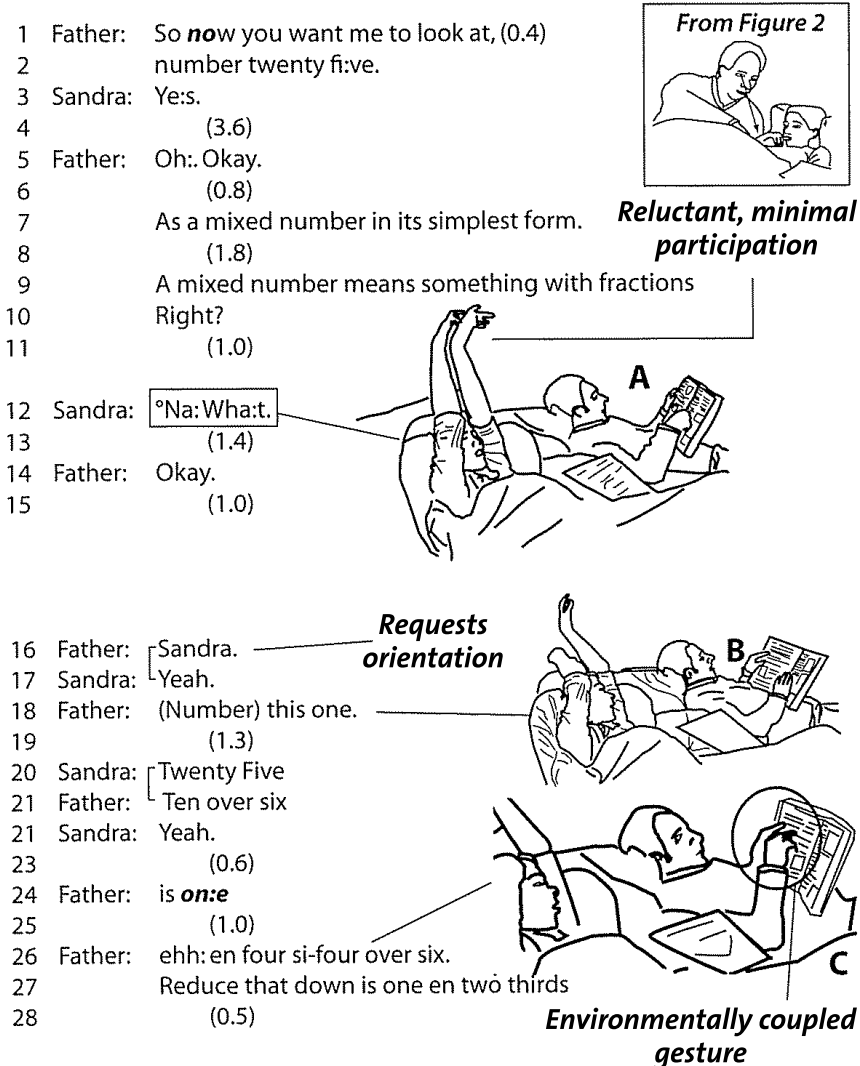 From Figure 2
Reluctant, minimal
participation
1 Father: So now you want me to look at, (0.4)
2 number twenty fi:ve.
3 Sandra: Ye:s.
4 (3.6)
5 Father: Oh:. Okay.
6 (0.8)
7 As a mixed number in its simplest form.
8 (1.8)
9 A mixed number means something with fractions
10 Right?
11 (1.0)
A
12 Sandra: °Na: Wha:t.
13 (1.4)
14 Father: Okay.
15 (1.0)
Requests
orientation
B
16 Father: [Sandra.
17 Sandra: [Yeah.
18 Father: (Number) this one.
19 (1.3)
20 Sandra: [Twenty Five
21 Father: [Ten over six
21 Sandra: Yeah.
23 (0.6)
24 Father: is on:e
25 (1.0)
26 Father: ehh: en four si-four over six.
27 Reduce that down is one en two thirds
28 (0.5)
C
Environmentally coupled
gesture